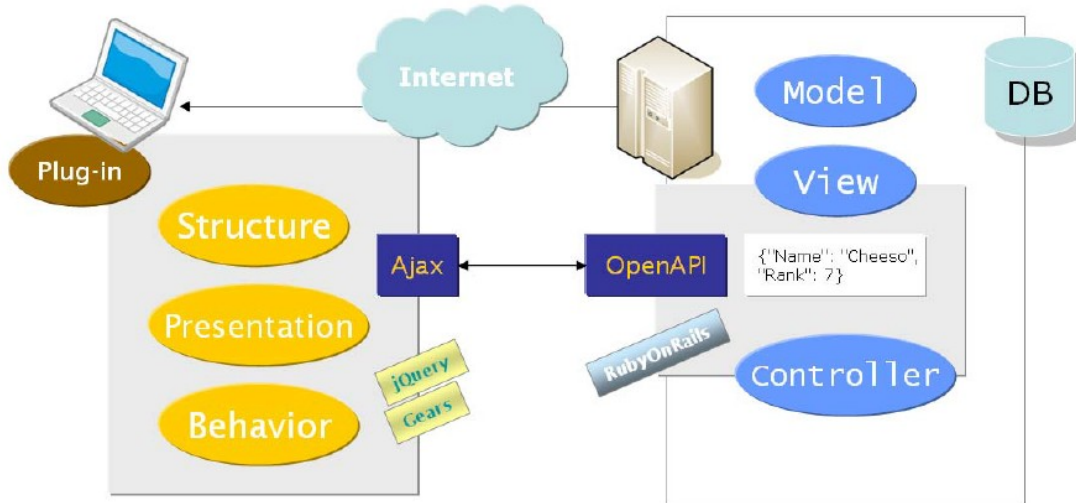 Internet
Model
DB
Plug-in
View
Structure
Ajax
OpenAPI
{"Name": "Cheeso",
"Rank": 7}
Presentation
RubyOnRails
jQuery
Controller
Gears
Behavior